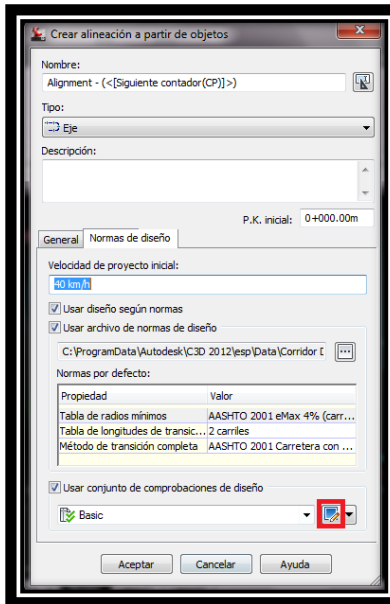 Crear alineación a partir de objetos
Nombre:
Alignment - (<[Siguiente contador(CP)]>)
Tipo:
Eje
Descripción:
P.K. inicial: 0+000.00m
General Normas de diseño
Velocidad de proyecto inicial:
40 km/h
Usar diseño según normas
Usar archivo de normas de diseño
C:\ProgramData\Autodesk\C3D 2012\esp\Data\Corridor D
Normas por defecto:
Propiedad Valor
Tabla de radios mínimos AASHTO 2001 eMax 4% (carr...
Tabla de longitudes de transic... 2 carriles
Método de transición completa AASHTO 2001 Carretera con ...
Usar conjunto de comprobaciones de diseño
Basic
Aceptar Cancelar Ayuda